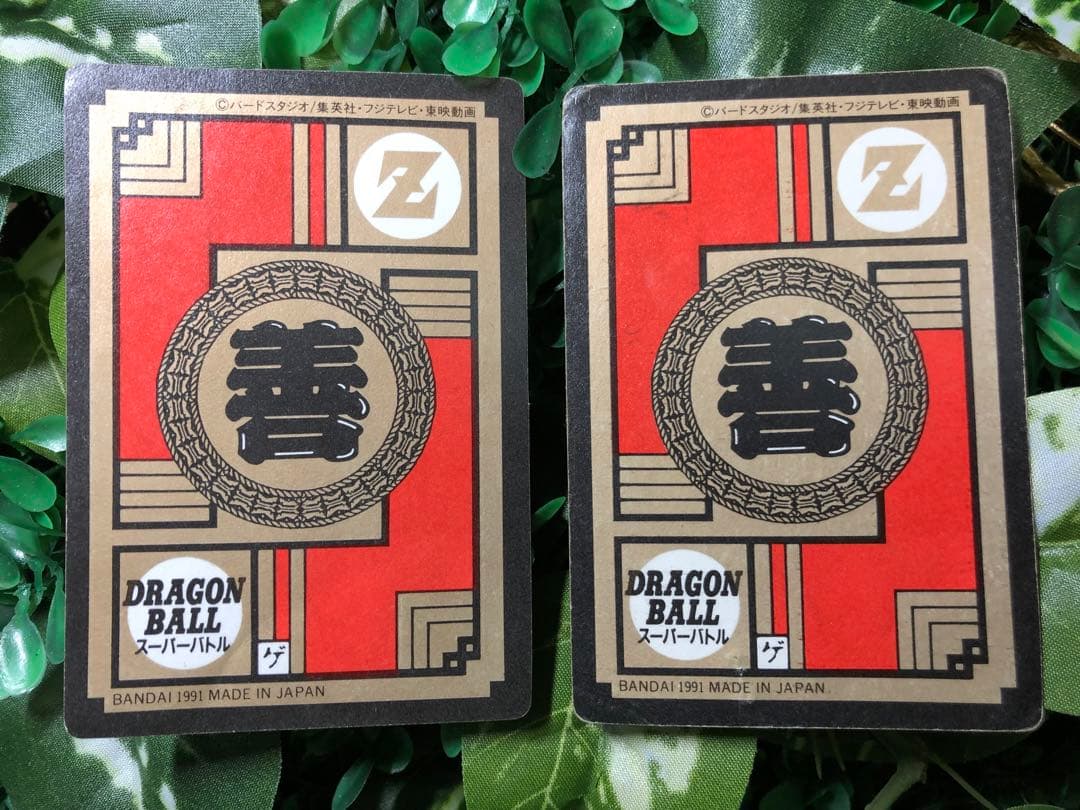 ©バードスタジオ/集英社・フジテレビ・東映動画
Z
善
DRAGON
BALL
スーパーバトル
ゲ
BANDAI 1991 MADE IN JAPAN
©バードスタジオ/集英社・フジテレビ・東映動画
Z
善
DRAGON
BALL
スーパーバトル
ゲ
BANDAI 1991 MADE IN JAPAN